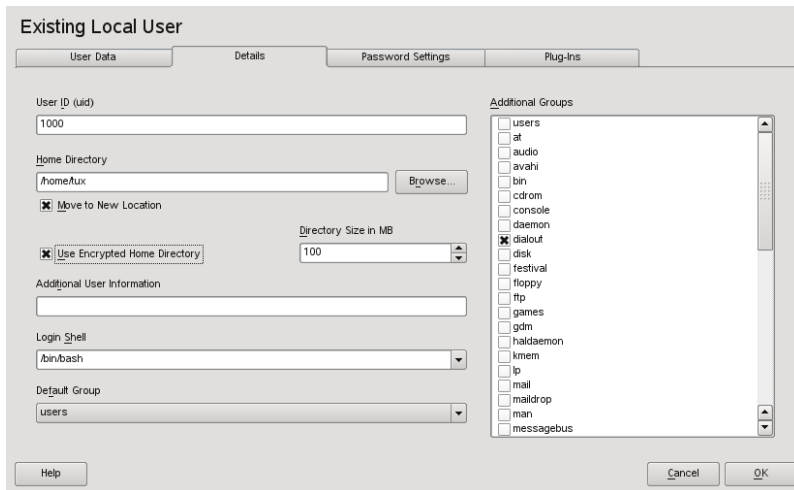 Existing Local User
User Data
Details
Password Settings
Plug-Ins
User ID (uid)
1000
Home Directory
/home/tux
Browse...
Move to New Location
Use Encrypted Home Directory
Directory Size in MB
100
Additional User Information
Login Shell
/bin/bash
Default Group
users
Additional Groups
users
at
audio
avahi
bin
cdrom
console
daemon
dialout
disk
festival
floppy
ftp
games
gdm
haldaemon
kmem
lp
mail
maildrop
man
messagebus
Help
Cancel
OK